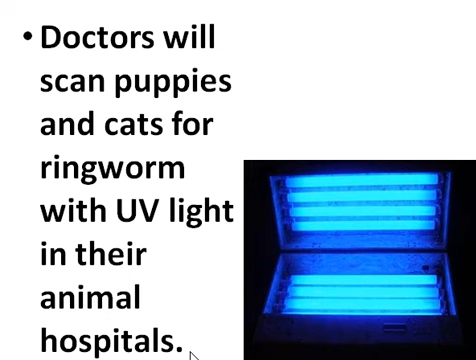 • Doctors will
scan puppies
and cats for
ringworm
with UV light
in their
animal
hospitals.